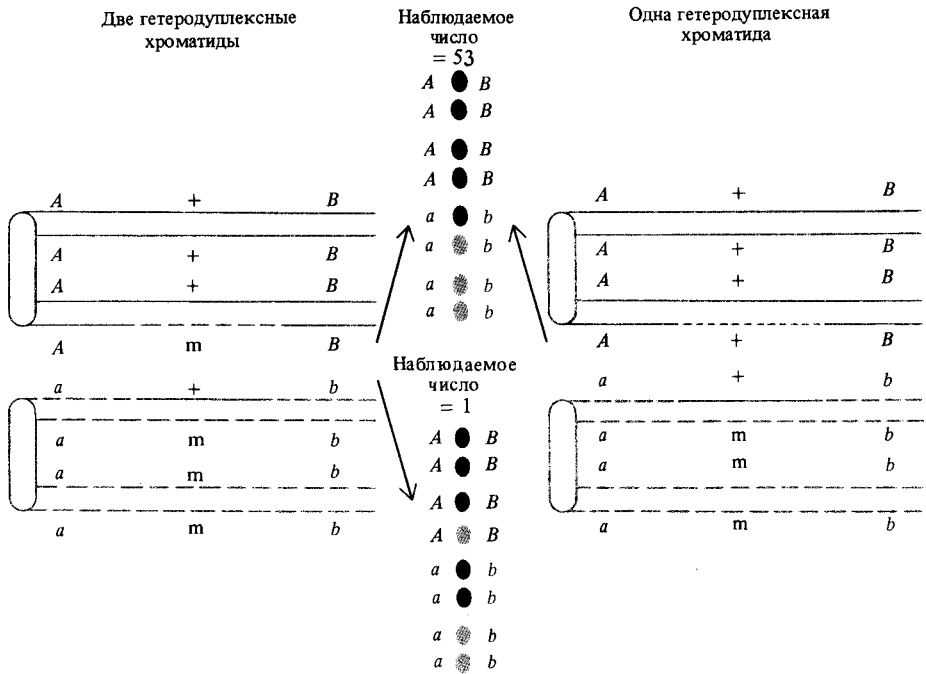 Две гетеродуплексные
хроматиды
Наблюдаемое
число
= 53
A B
A B
A B
A B
a b
a b
a b
a b
Одна гетеродуплексная
хроматида
A + B
A + B
A + B
A m B
a + b
a m b
a m b
a m b
Наблюдаемое
число
= 1
A B
A B
A B
A B
a b
a b
a b
a b
A + B
A + B
A + B
A + B
a + b
a m b
a m b
a m b